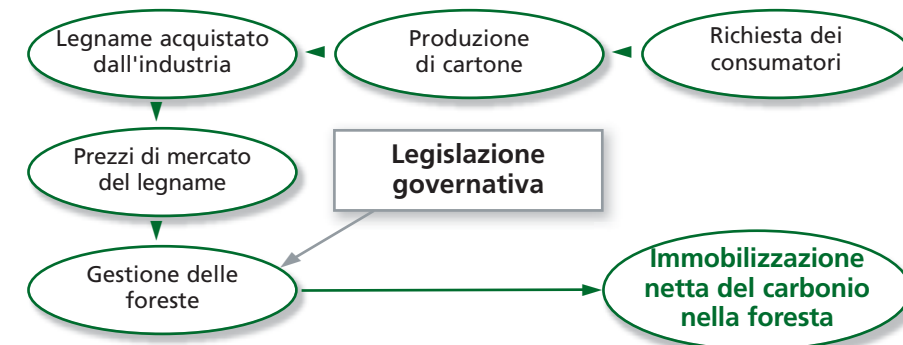 Legname acquistato
dall'industria
Produzione
di cartone
Richiesta dei
consumatori
Prezzi di mercato
del legname
Legislazione
governativa
Gestione delle
foreste
Immobilizzazione
netta del carbonio
nella foresta